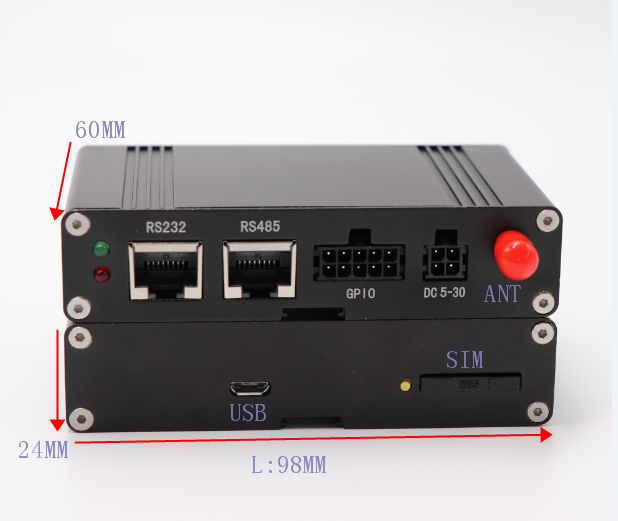 60MM
RS232
RS485
GPIO
DC 5-30
ANT
SIM
USB
24MM
L:98MM